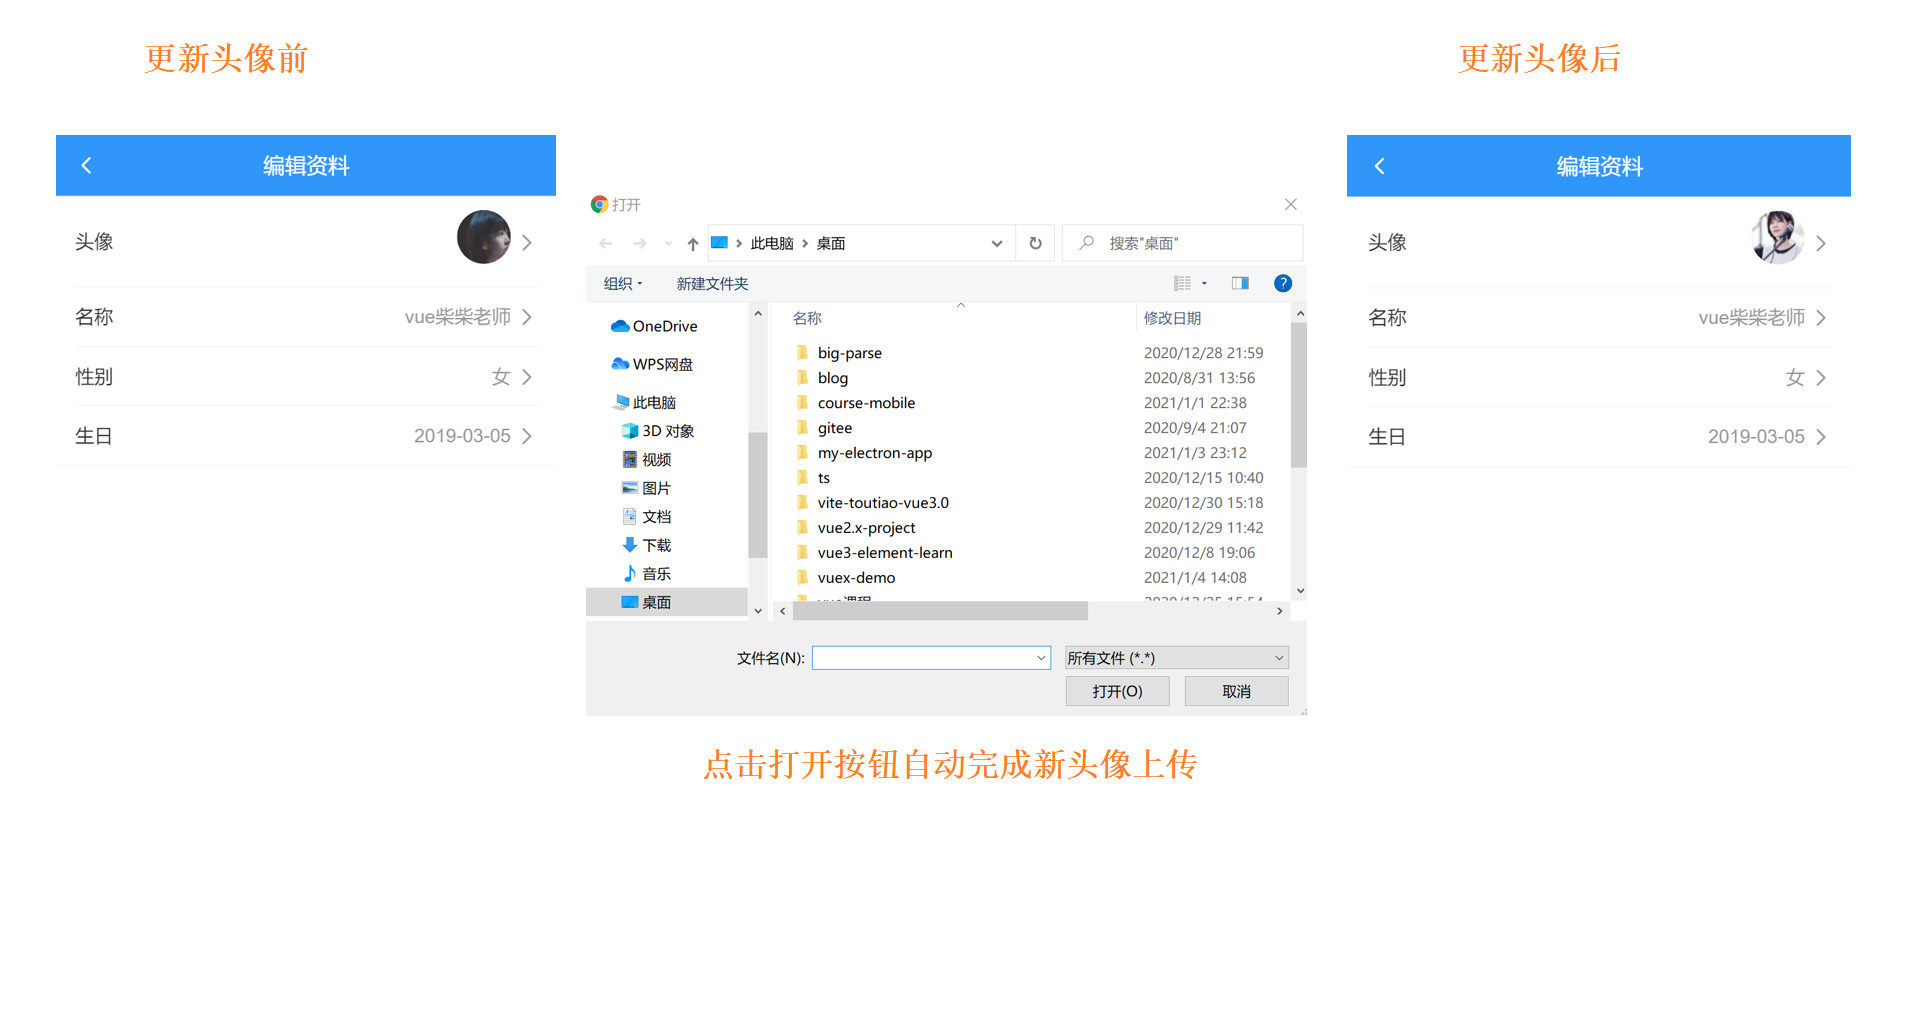 更新头像前
更新头像后
编辑资料
头像
名称
vue柴柴老师
性别
女
生日
2019-03-05
打开
此电脑
桌面
搜索"桌面"
组织
新建文件夹
OneDrive
WPS网盘
此电脑
3D 对象
视频
图片
文档
下载
音乐
桌面
名称
修改日期
big-parse
2020/12/28 21:59
blog
2020/8/31 13:56
course-mobile
2021/1/1 22:38
gitee
2020/9/4 21:07
my-electron-app
2021/1/3 23:12
ts
2020/12/15 10:40
vite-toutiao-vue3.0
2020/12/30 15:18
vue2.x-project
2020/12/29 11:42
vue3-element-learn
2020/12/8 19:06
vuex-demo
2021/1/4 14:08
文件名(N):
所有文件 (*.*)
打开(O)
取消
点击打开按钮自动完成新头像上传
编辑资料
头像
名称
vue柴柴老师
性别
女
生日
2019-03-05